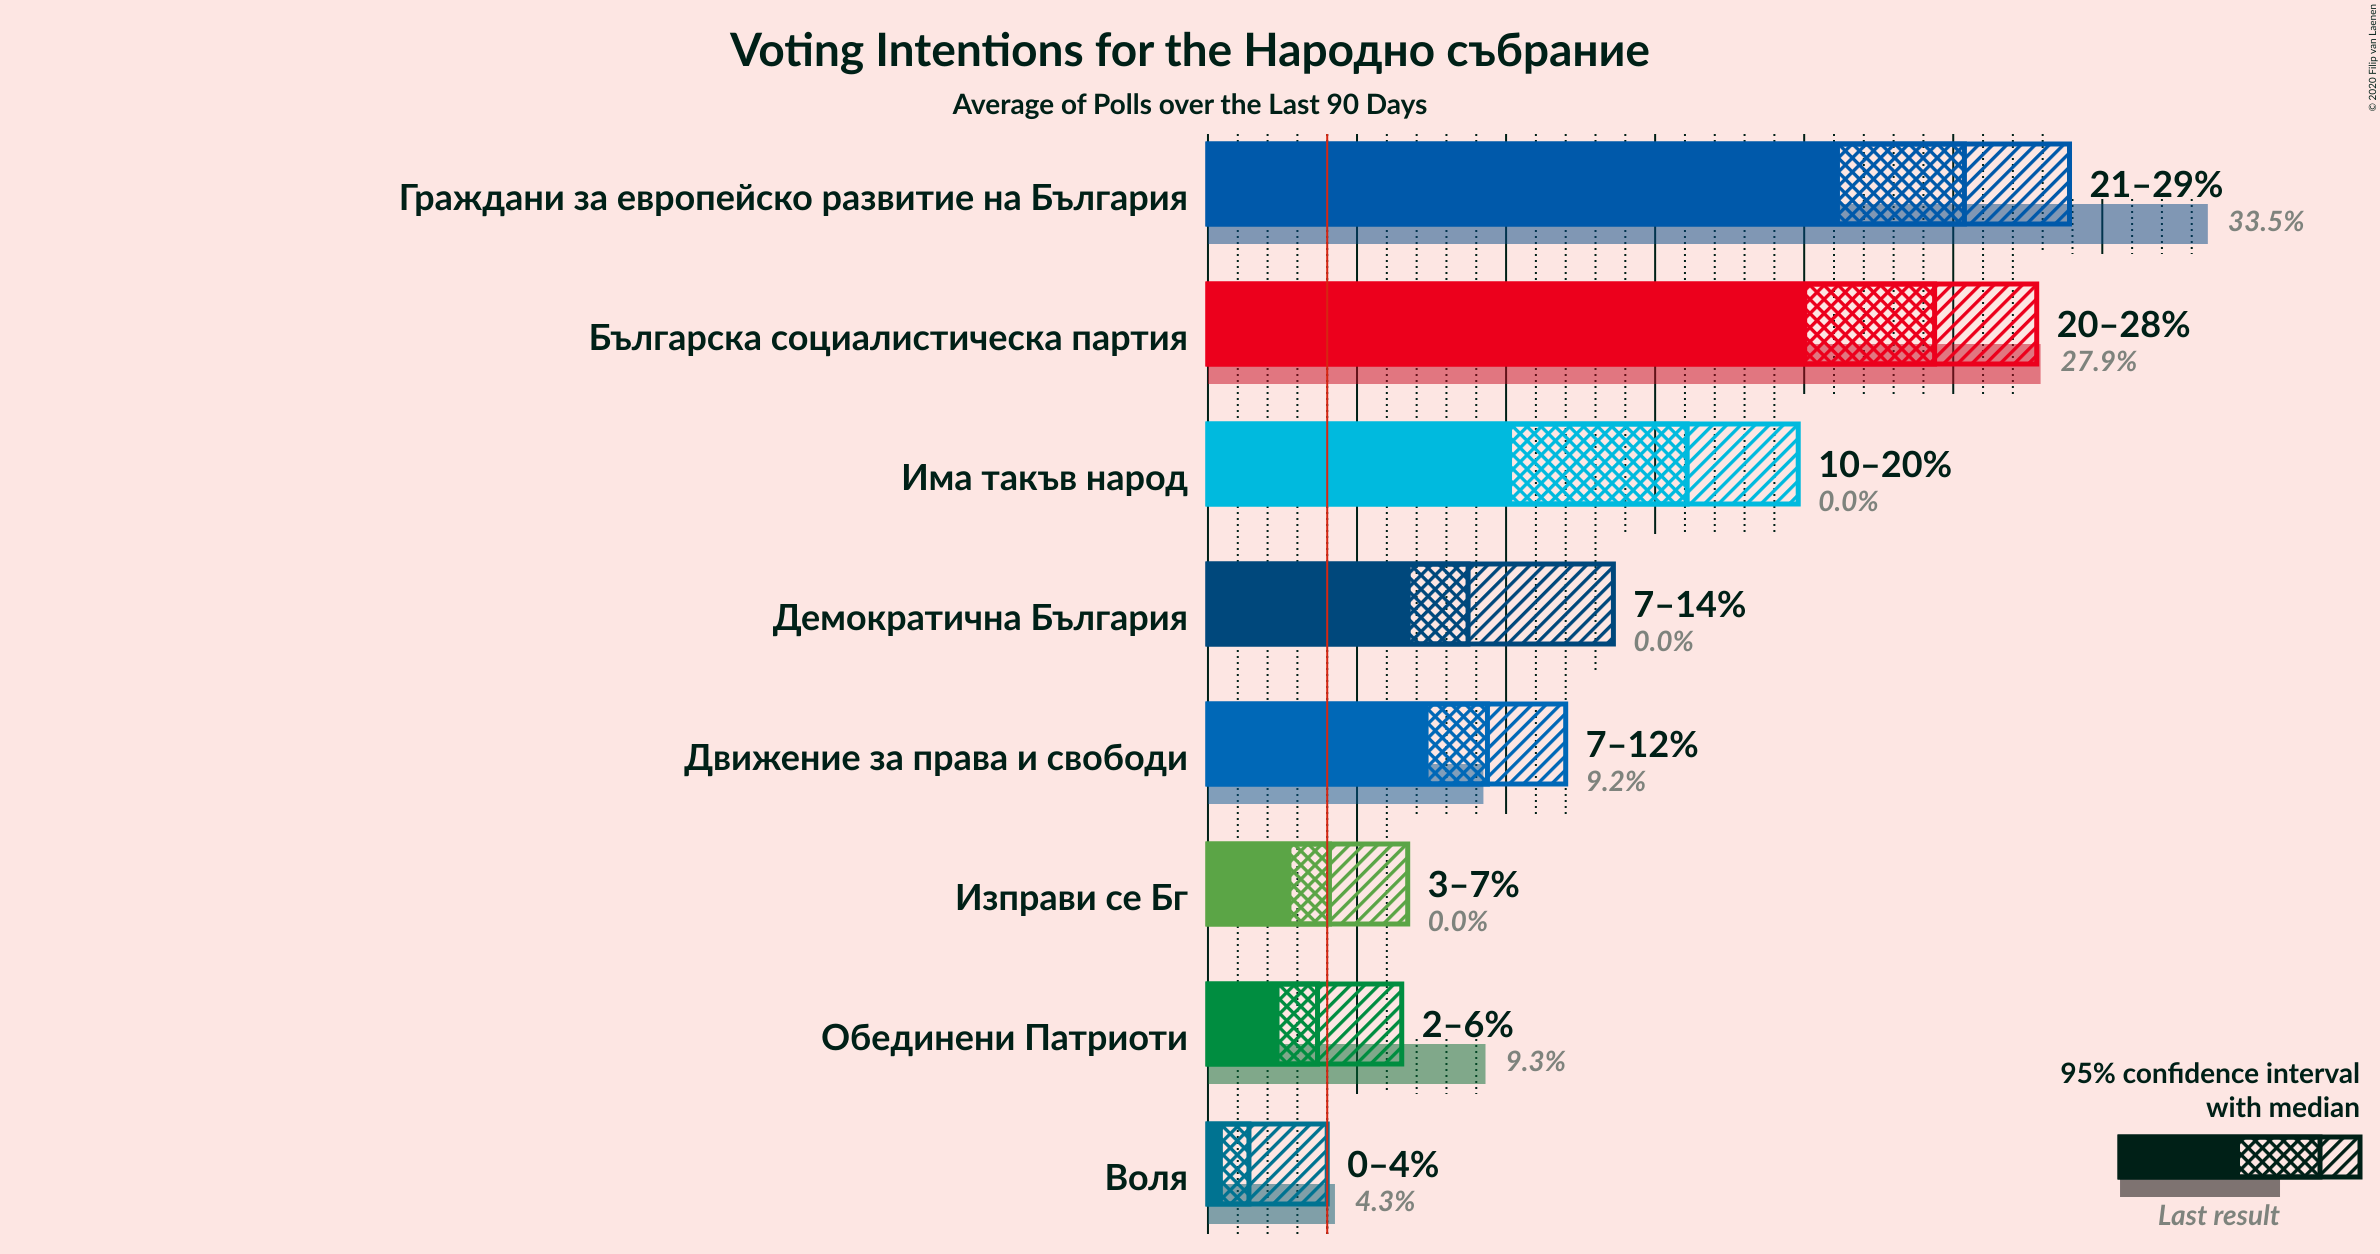 Voting Intentions for the Народно събрание
Average of Polls over the Last 90 Days
© 2020 Filip van Laenen
Граждани за европейско развитие на България
21–29%
33.5%
Българска социалистическа партия
20–28%
27.9%
Има такъв народ
10–20%
0.0%
Демократична България
7–14%
0.0%
Движение за права и свободи
7–12%
9.2%
Изправи се Бг
3–7%
0.0%
Обединени Патриоти
2–6%
9.3%
Воля
0–4%
4.3%
95% confidence interval
with median
Last result